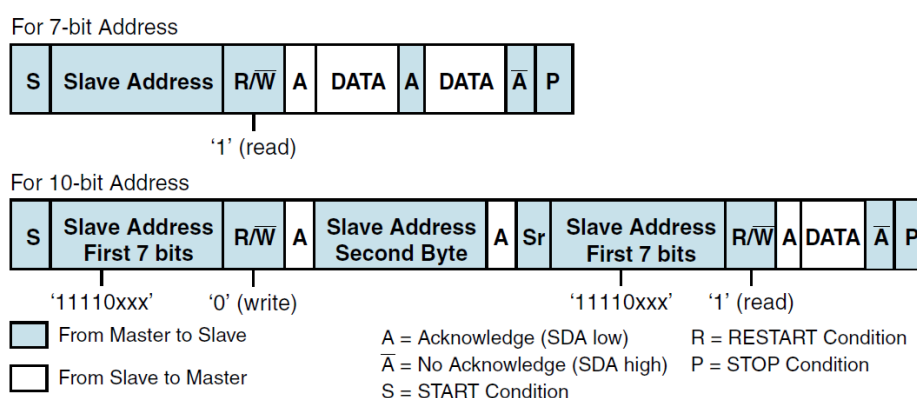 For 7-bit Address
S Slave Address R/W̅ A DATA A DATA A̅ P
‘1’ (read)
For 10-bit Address
S Slave Address First 7 bits R/W̅ A Slave Address Second Byte A Sr Slave Address First 7 bits R/W̅ A DATA A̅ P
‘11110xxx’ ‘0’ (write) ‘11110xxx’ ‘1’ (read)
From Master to Slave
From Slave to Master
A = Acknowledge (SDA low)
A̅ = No Acknowledge (SDA high)
S = START Condition
R = RESTART Condition
P = STOP Condition